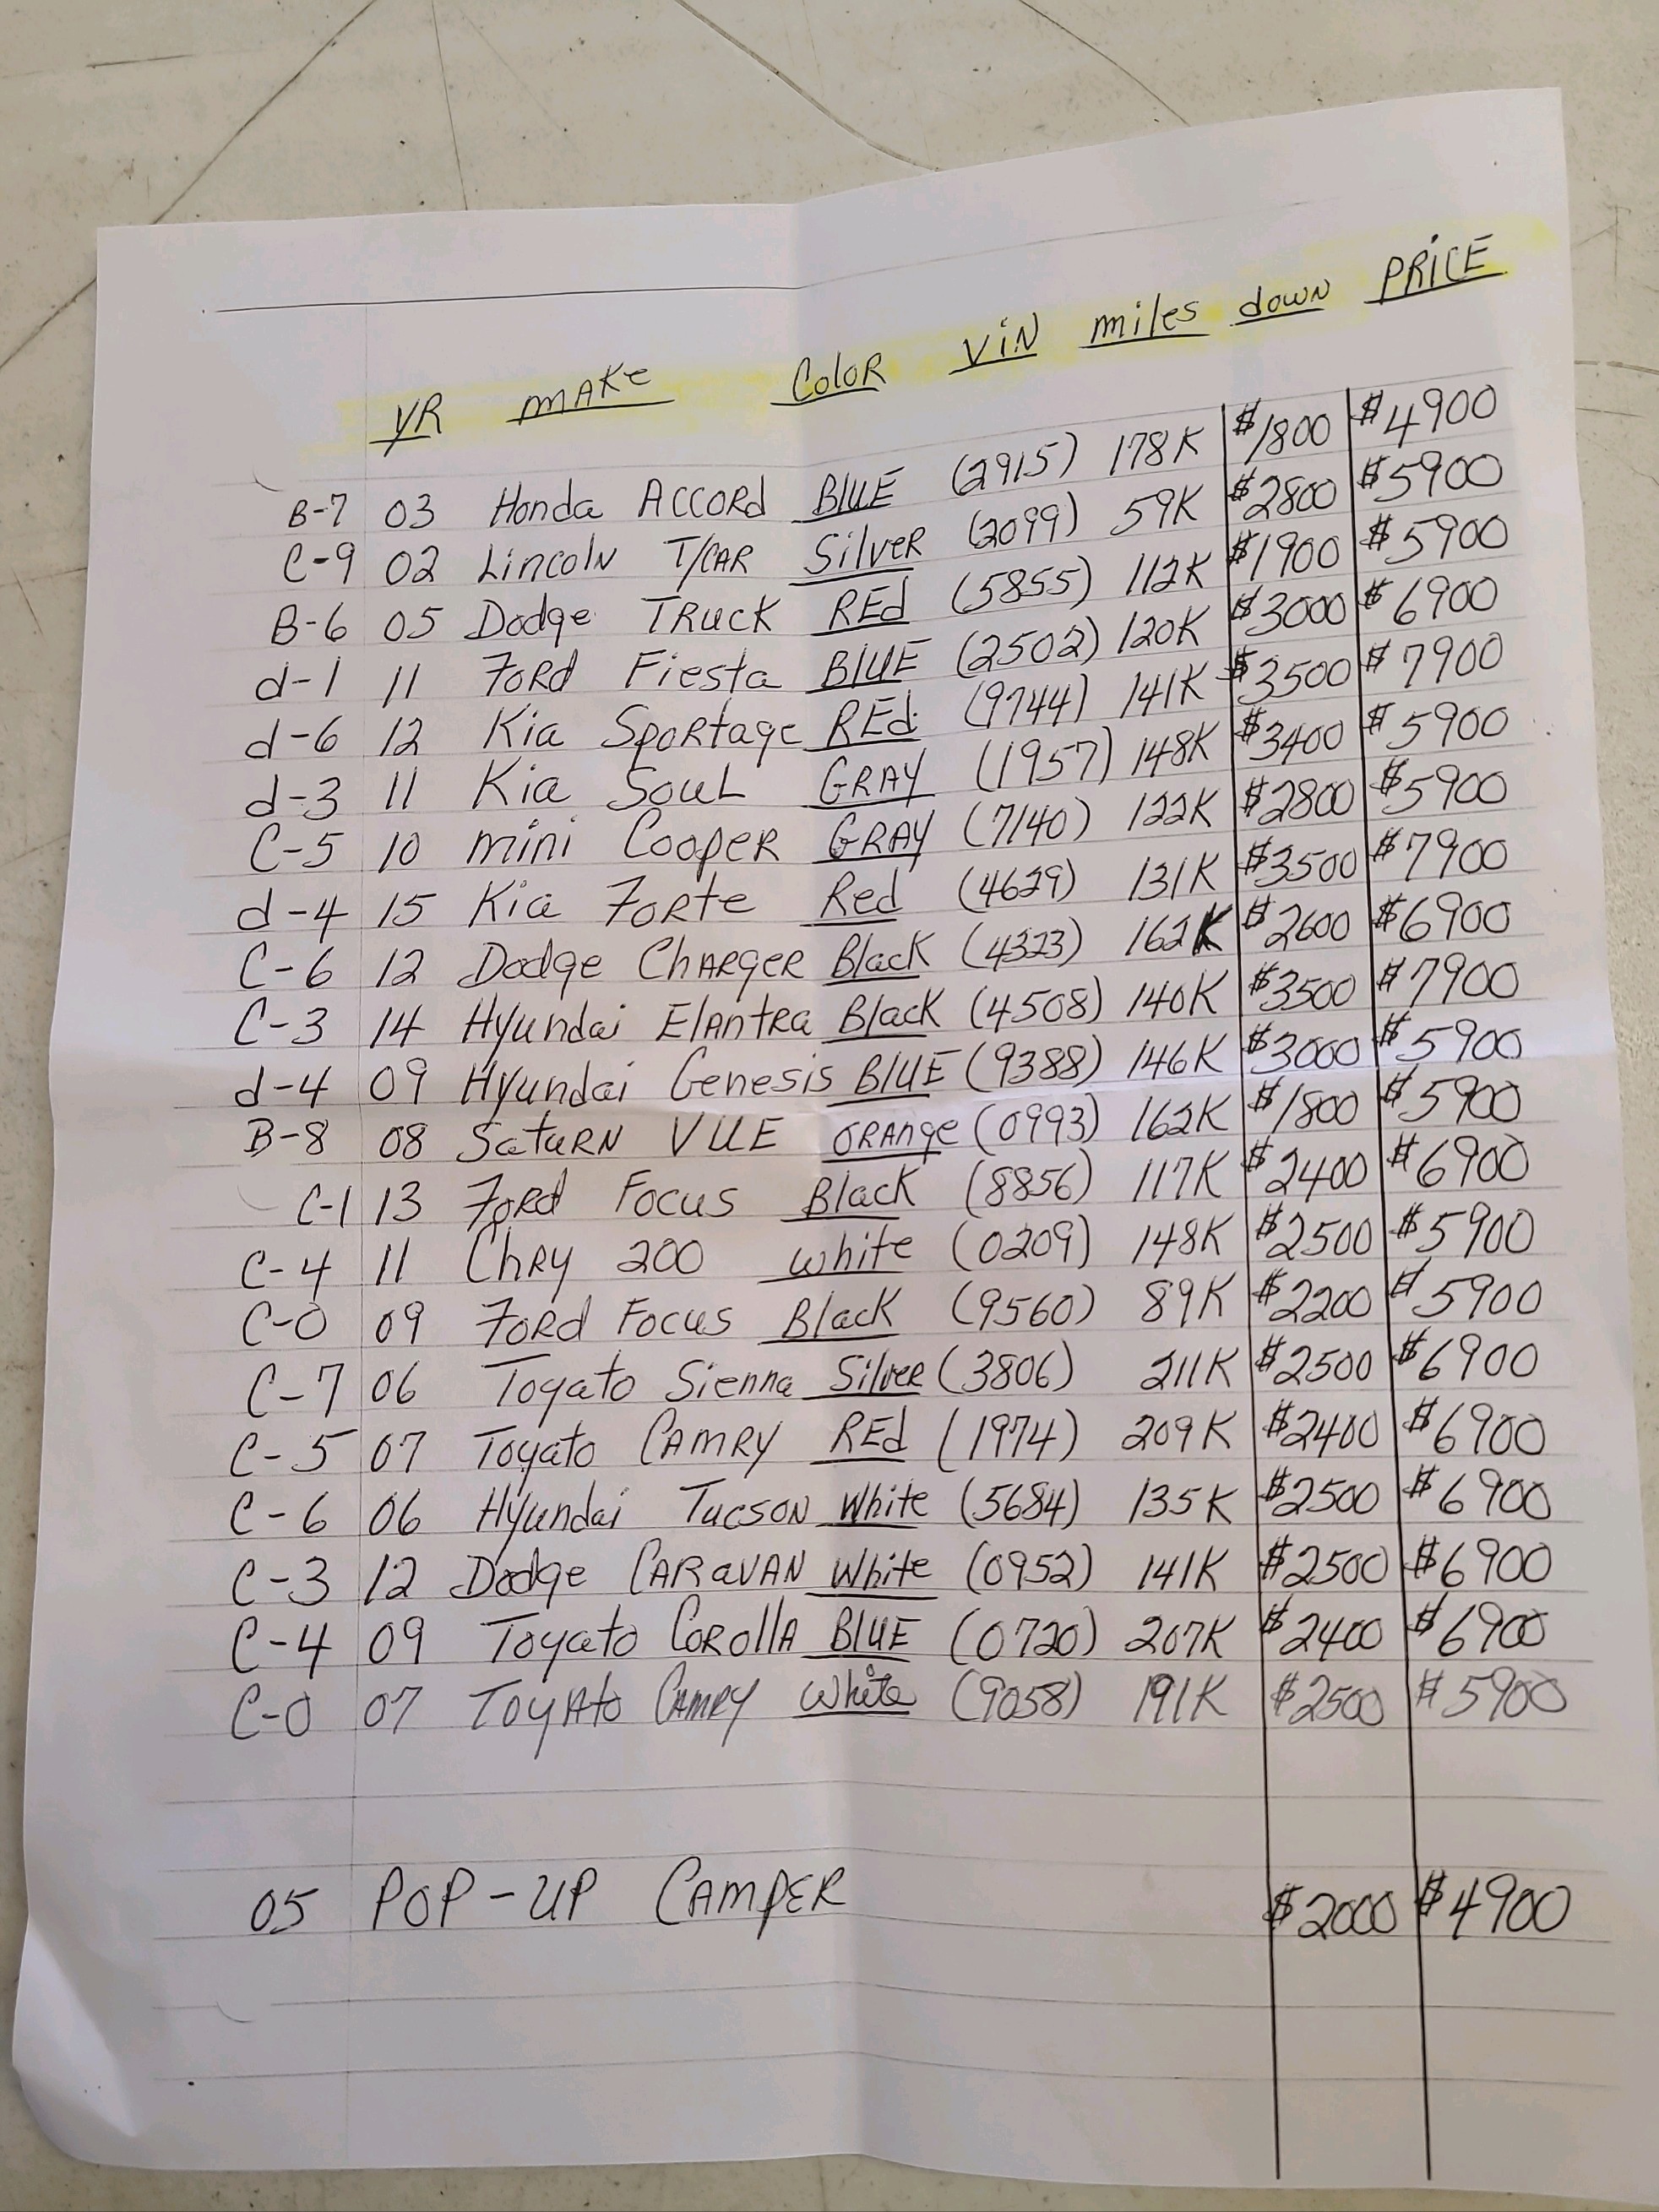 YR make Color ViN miles down PRiCE
B-7 03 Honda ACCORd BLUE (2915) 178K $1800 $4900
C-9 02 Lincoln T/CAR Silver (2099) 59K $2800 $5900
B-6 05 Dodge TRuck REd (5855) 112K $1900 $5900
d-1 11 Ford Fiesta BLUE (2502) 120K $3000 $6900
d-6 12 Kia Sportage REd (9744) 141K $3500 $7900
d-3 11 Kia Soul GRAY (1957) 148K $3400 $5900
C-5 10 mini Cooper GRAY (7140) 122K $2800 $5900
d-4 15 Kia Forte Red (4629) 131K $3500 $7900
C-6 12 Dodge Charger Black (4323) 162K $2600 $6900
C-3 14 Hyundai Elantra Black (4508) 140K $3500 $7900
d-4 09 Hyundai Genesis BLUE (9388) 146K $3000 $5900
B-8 08 Saturn VUE ORANge (0993) 162K $1800 $5900
C-1 13 Ford Focus Black (8856) 117K $2400 $6900
C-4 11 Chry 200 white (0209) 148K $2500 $5900
C-0 09 Ford Focus Black (9560) 89K $2200 $5900
C-7 06 Toyato Sienna Silver (3806) 211K $2500 $6900
C-5 07 Toyato CAMRY REd (1974) 209K $2400 $6900
C-6 06 Hyundai Tucson White (5684) 135K $2500 $6900
C-3 12 Dodge CARAVAN White (0952) 141K $2500 $6900
C-4 09 Toyato Corolla BLUE (0720) 207K $2400 $6900
C-0 07 Toyato CAMRY White (9058) 191K $2500 $5900
05 POP-UP CAMPER $2000 $4900